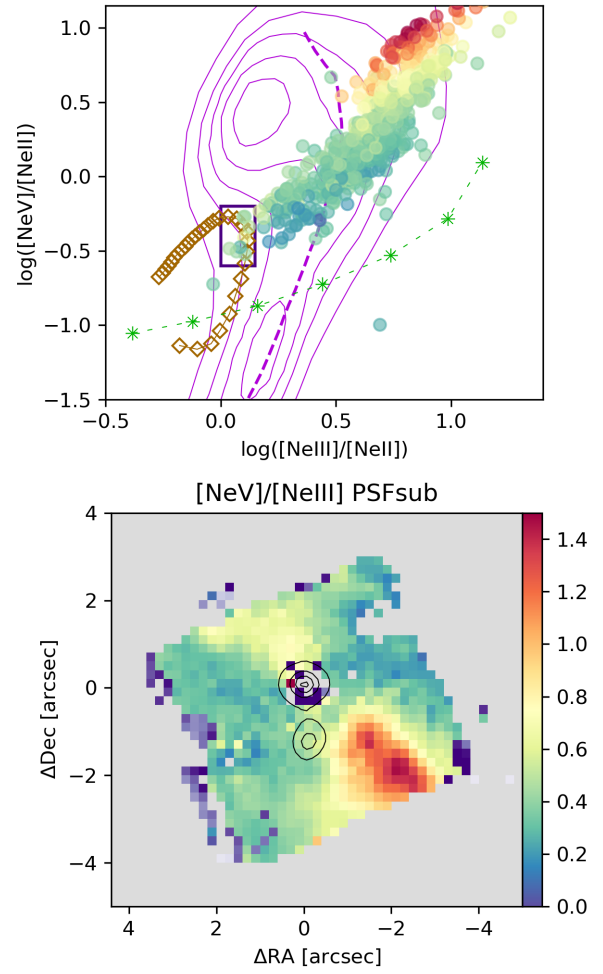 1.0
0.5
0.0
−0.5
−1.0
−1.5
log([NeV]/[NeII])
−0.5 0.0 0.5 1.0
log([NeIII]/[NeII])
[NeV]/[NeIII] PSFsub
4
2
0
−2
−4
ΔDec [arcsec]
4 2 0 −2 −4
ΔRA [arcsec]
1.4
1.2
1.0
0.8
0.6
0.4
0.2
0.0